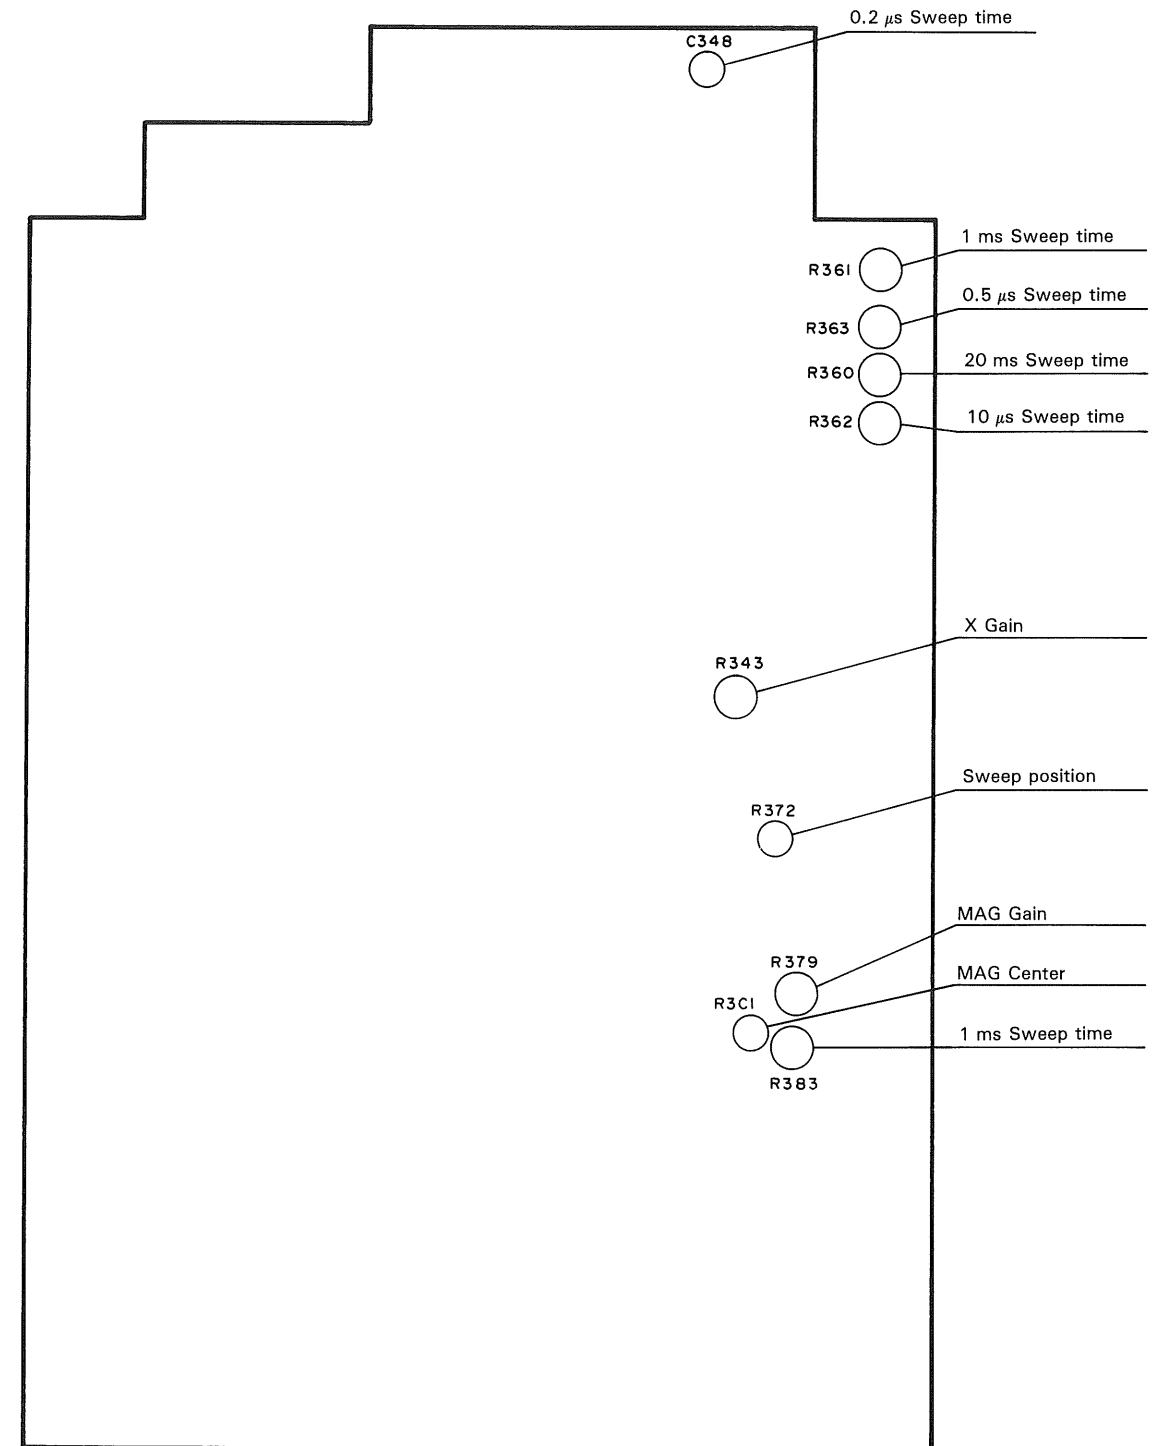 0.2 μs Sweep time
C348
1 ms Sweep time
R361
0.5 μs Sweep time
R363
20 ms Sweep time
R360
10 μs Sweep time
R362
X Gain
R343
Sweep position
R372
MAG Gain
R379
MAG Center
R3C1
1 ms Sweep time
R383